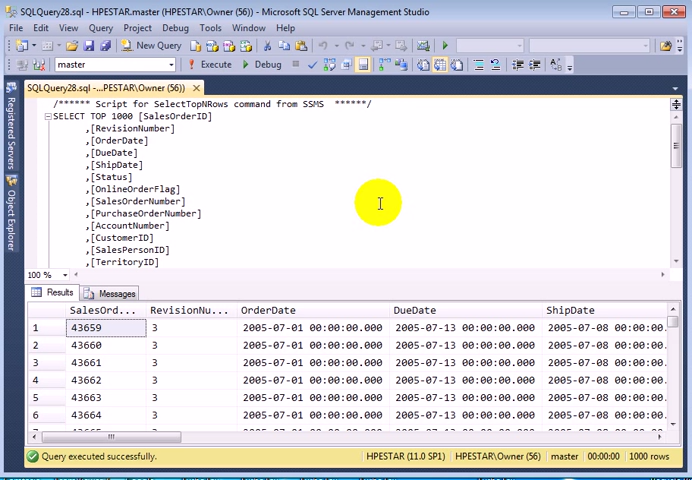 SQLQuery28.sql - HPESTAR.master (HPESTAR\Owner (56)) - Microsoft SQL Server Management Studio
File Edit View Query Project Debug Tools Window Help
New Query
master Execute Debug
SQLQuery28.sql -...PESTAR\Owner (56))
Registered Servers
Object Explorer
/****** Script for SelectTopNRows command from SSMS ******/
SELECT TOP 1000 [SalesOrderID]
,[RevisionNumber]
,[OrderDate]
,[DueDate]
,[ShipDate]
,[Status]
,[OnlineOrderFlag]
,[SalesOrderNumber]
,[PurchaseOrderNumber]
,[AccountNumber]
,[CustomerID]
,[SalesPersonID]
,[TerritoryID]
100 %
Results Messages
SalesOrd... RevisionNu... OrderDate DueDate ShipDate
1 43659 3 2005-07-01 00:00:00.000 2005-07-13 00:00:00.000 2005-07-08 00:00:00.
2 43660 3 2005-07-01 00:00:00.000 2005-07-13 00:00:00.000 2005-07-08 00:00:00.
3 43661 3 2005-07-01 00:00:00.000 2005-07-13 00:00:00.000 2005-07-08 00:00:00.
4 43662 3 2005-07-01 00:00:00.000 2005-07-13 00:00:00.000 2005-07-08 00:00:00.
5 43663 3 2005-07-01 00:00:00.000 2005-07-13 00:00:00.000 2005-07-08 00:00:00.
6 43664 3 2005-07-01 00:00:00.000 2005-07-13 00:00:00.000 2005-07-08 00:00:00.
Query executed successfully. HPESTAR (11.0 SP1) HPESTAR\Owner (56) master 00:00:00 1000 rows